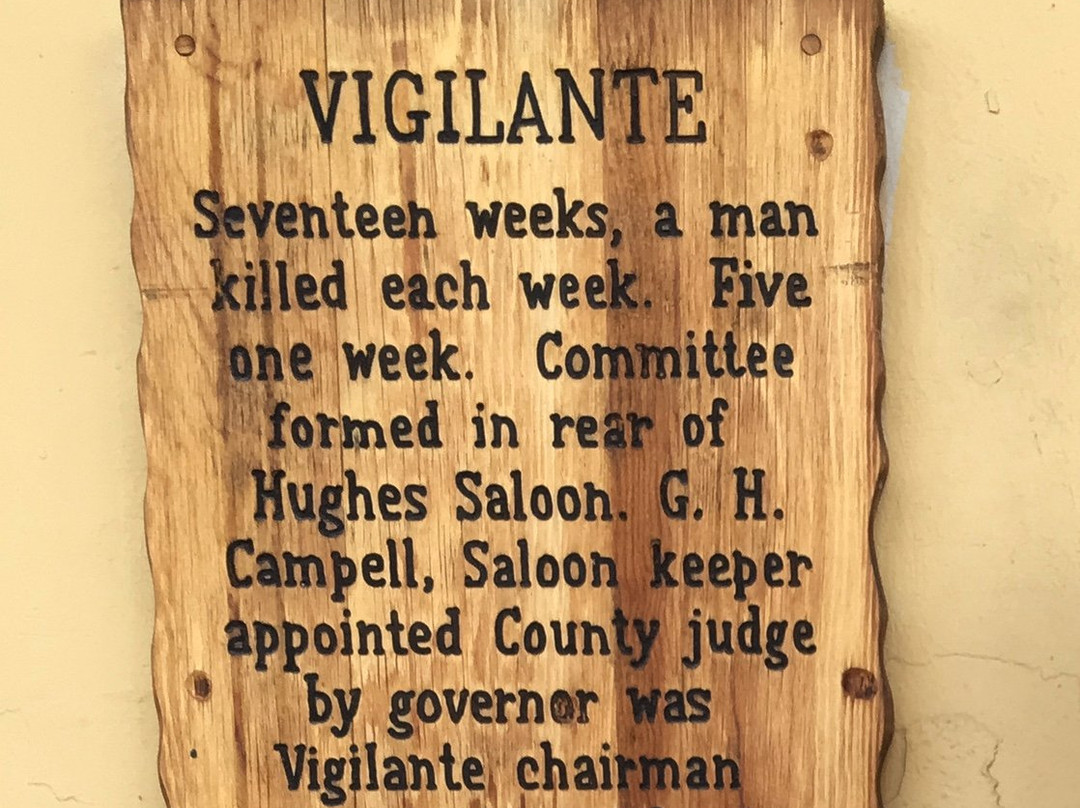 VIGILANTE
Seventeen weeks, a man
killed each week. Five
one week. Committee
formed in rear of
Hughes Saloon. G. H.
Campell, Saloon keeper
appointed County judge
by governor was
Vigilante chairman